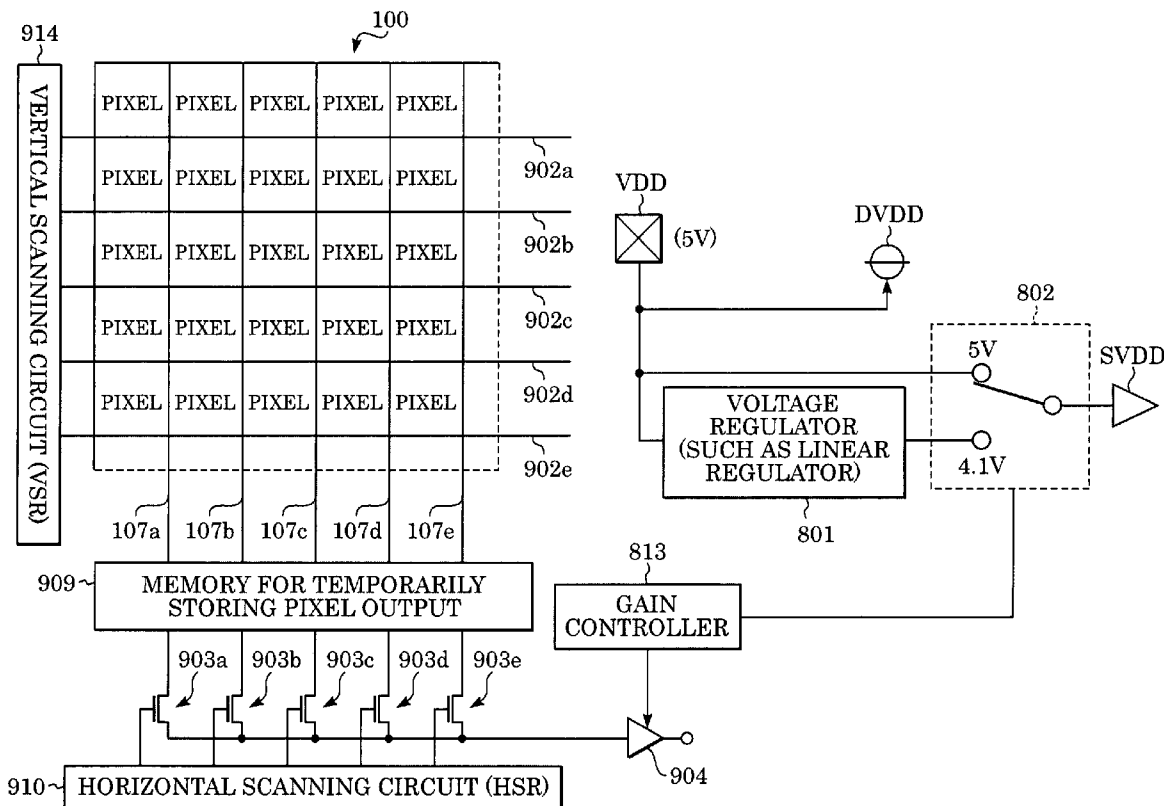 100
914
VERTICAL SCANNING CIRCUIT (VSR)
PIXEL PIXEL PIXEL PIXEL PIXEL
902a
PIXEL PIXEL PIXEL PIXEL PIXEL
902b
PIXEL PIXEL PIXEL PIXEL PIXEL
902c
PIXEL PIXEL PIXEL PIXEL PIXEL
902d
PIXEL PIXEL PIXEL PIXEL PIXEL
902e
107a 107b 107c 107d 107e
909
MEMORY FOR TEMPORARILY
STORING PIXEL OUTPUT
903a 903b 903c 903d 903e
910
HORIZONTAL SCANNING CIRCUIT (HSR)
VDD
(5V)
DVDD
802
5V
SVDD
VOLTAGE
REGULATOR
(SUCH AS LINEAR
REGULATOR)
4.1V
801
813
GAIN
CONTROLLER
904